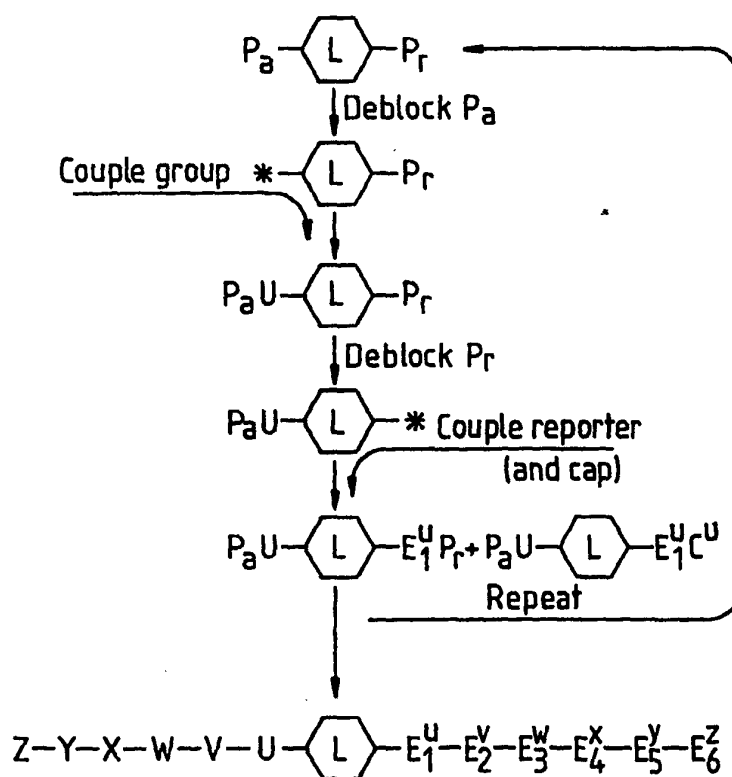 Pa L Pr
Deblock Pa
Couple group * L Pr
PaU L Pr
Deblock Pr
PaU L * Couple reporter
(and cap)
PaU L E₁ᵘPr + PaU L E₁ᵘCᵘ
Repeat
Z—Y—X—W—V—U— L —E₁ᵘ—E₂ᵛ—E₃ʷ—E₄ˣ—E₅ʸ—E₆ᶻ